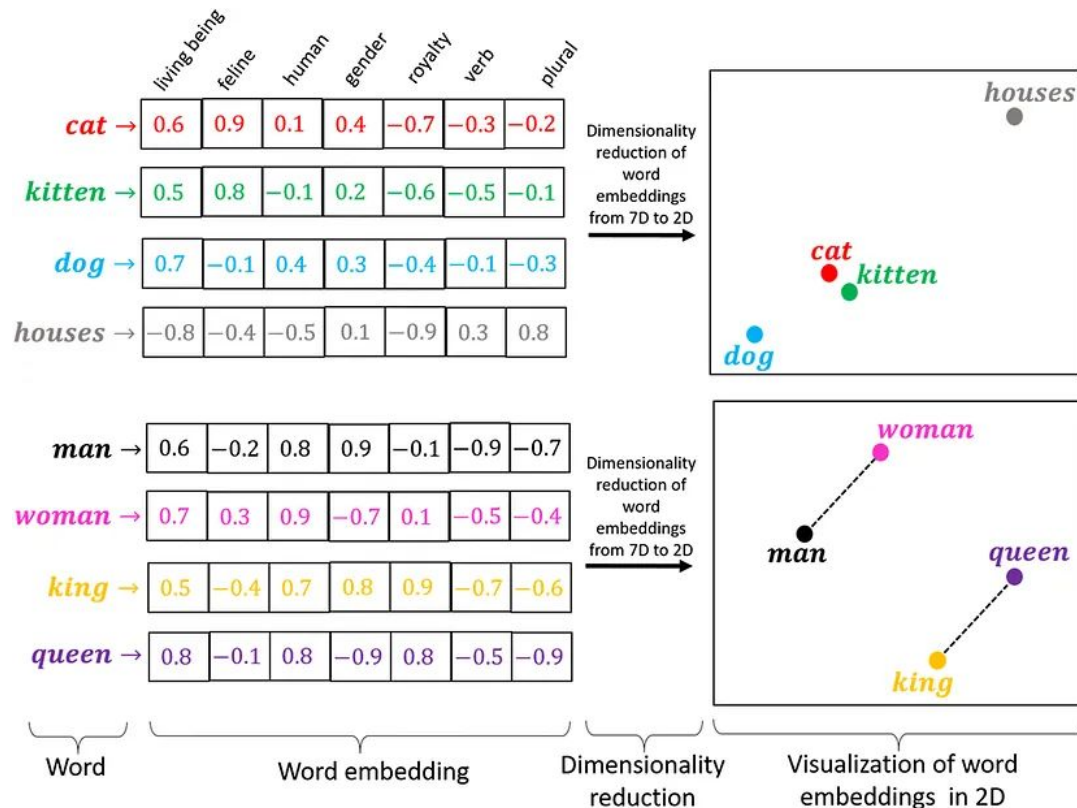 living being feline human gender royalty verb plural
cat → 0.6 0.9 0.1 0.4 −0.7 −0.3 −0.2
kitten → 0.5 0.8 −0.1 0.2 −0.6 −0.5 −0.1
dog → 0.7 −0.1 0.4 0.3 −0.4 −0.1 −0.3
houses → −0.8 −0.4 −0.5 0.1 −0.9 0.3 0.8
Dimensionality
reduction of
word
embeddings
from 7D to 2D
houses
cat
kitten
dog
man → 0.6 −0.2 0.8 0.9 −0.1 −0.9 −0.7
woman → 0.7 0.3 0.9 −0.7 0.1 −0.5 −0.4
king → 0.5 −0.4 0.7 0.8 0.9 −0.7 −0.6
queen → 0.8 −0.1 0.8 −0.9 0.8 −0.5 −0.9
Dimensionality
reduction of
word
embeddings
from 7D to 2D
woman
man
queen
king
Word
Word embedding
Dimensionality
reduction
Visualization of word
embeddings in 2D